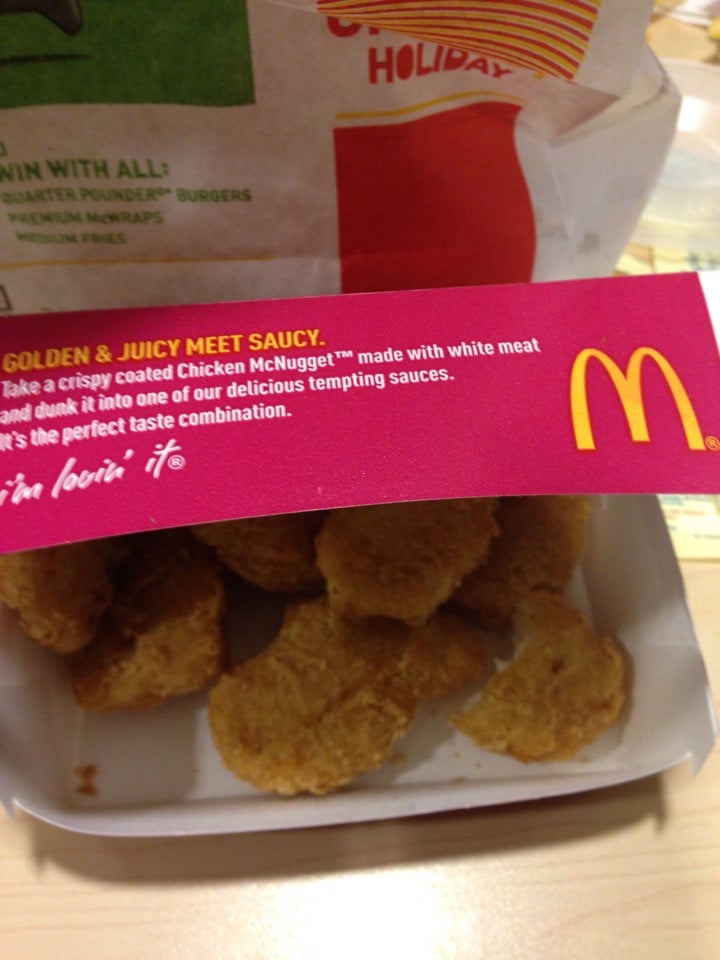 HOLIDAY
WIN WITH ALL:
QUARTER POUNDER®* BURGERS
PREMIUM McWRAPS
MEDIUM FRIES
GOLDEN & JUICY MEET SAUCY.
Take a crispy coated Chicken McNugget™ made with white meat
and dunk it into one of our delicious tempting sauces.
It's the perfect taste combination.
i'm lovin' it®
M®